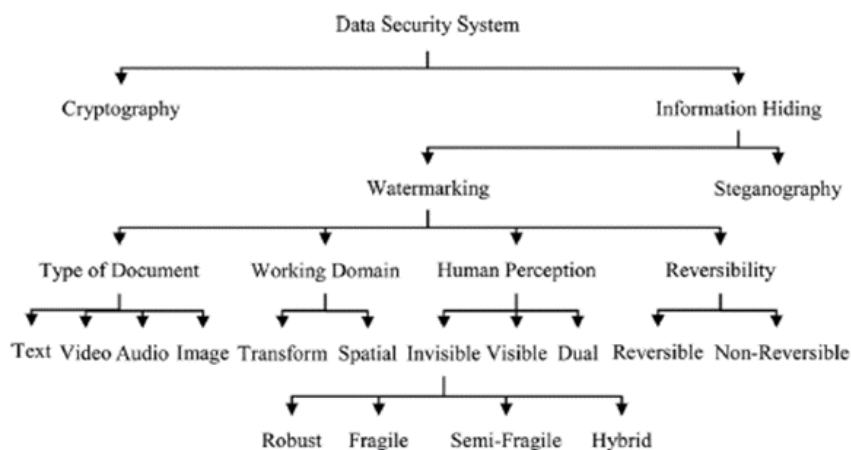 Data Security System
Cryptography Information Hiding
Watermarking Steganography
Type of Document Working Domain Human Perception Reversibility
Text Video Audio Image Transform Spatial Invisible Visible Dual Reversible Non-Reversible
Robust Fragile Semi-Fragile Hybrid